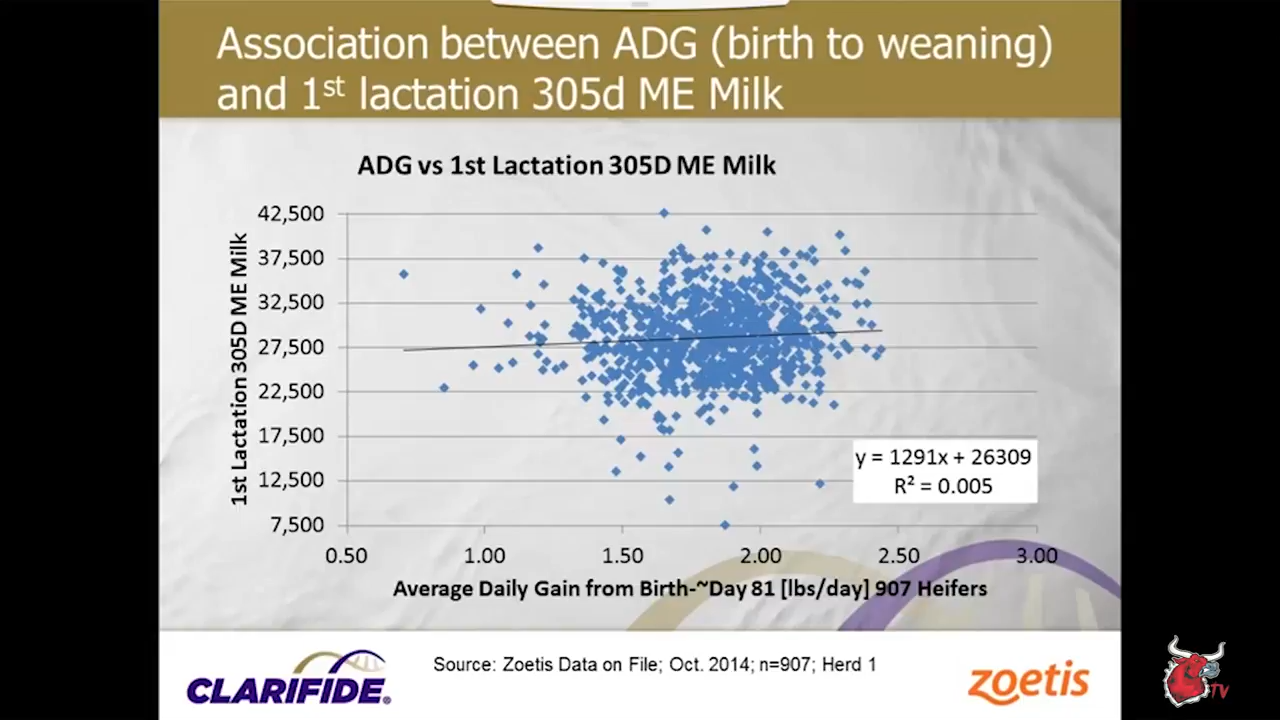 Association between ADG (birth to weaning)
and 1st lactation 305d ME Milk
ADG vs 1st Lactation 305D ME Milk
1st Lactation 305D ME Milk
42,500
37,500
32,500
27,500
22,500
17,500
12,500
7,500
y = 1291x + 26309
R² = 0.005
0.50 1.00 1.50 2.00 2.50 3.00
Average Daily Gain from Birth-~Day 81 [lbs/day] 907 Heifers
CLARIFIDE®
Source: Zoetis Data on File; Oct. 2014; n=907; Herd 1
zoetis
TV